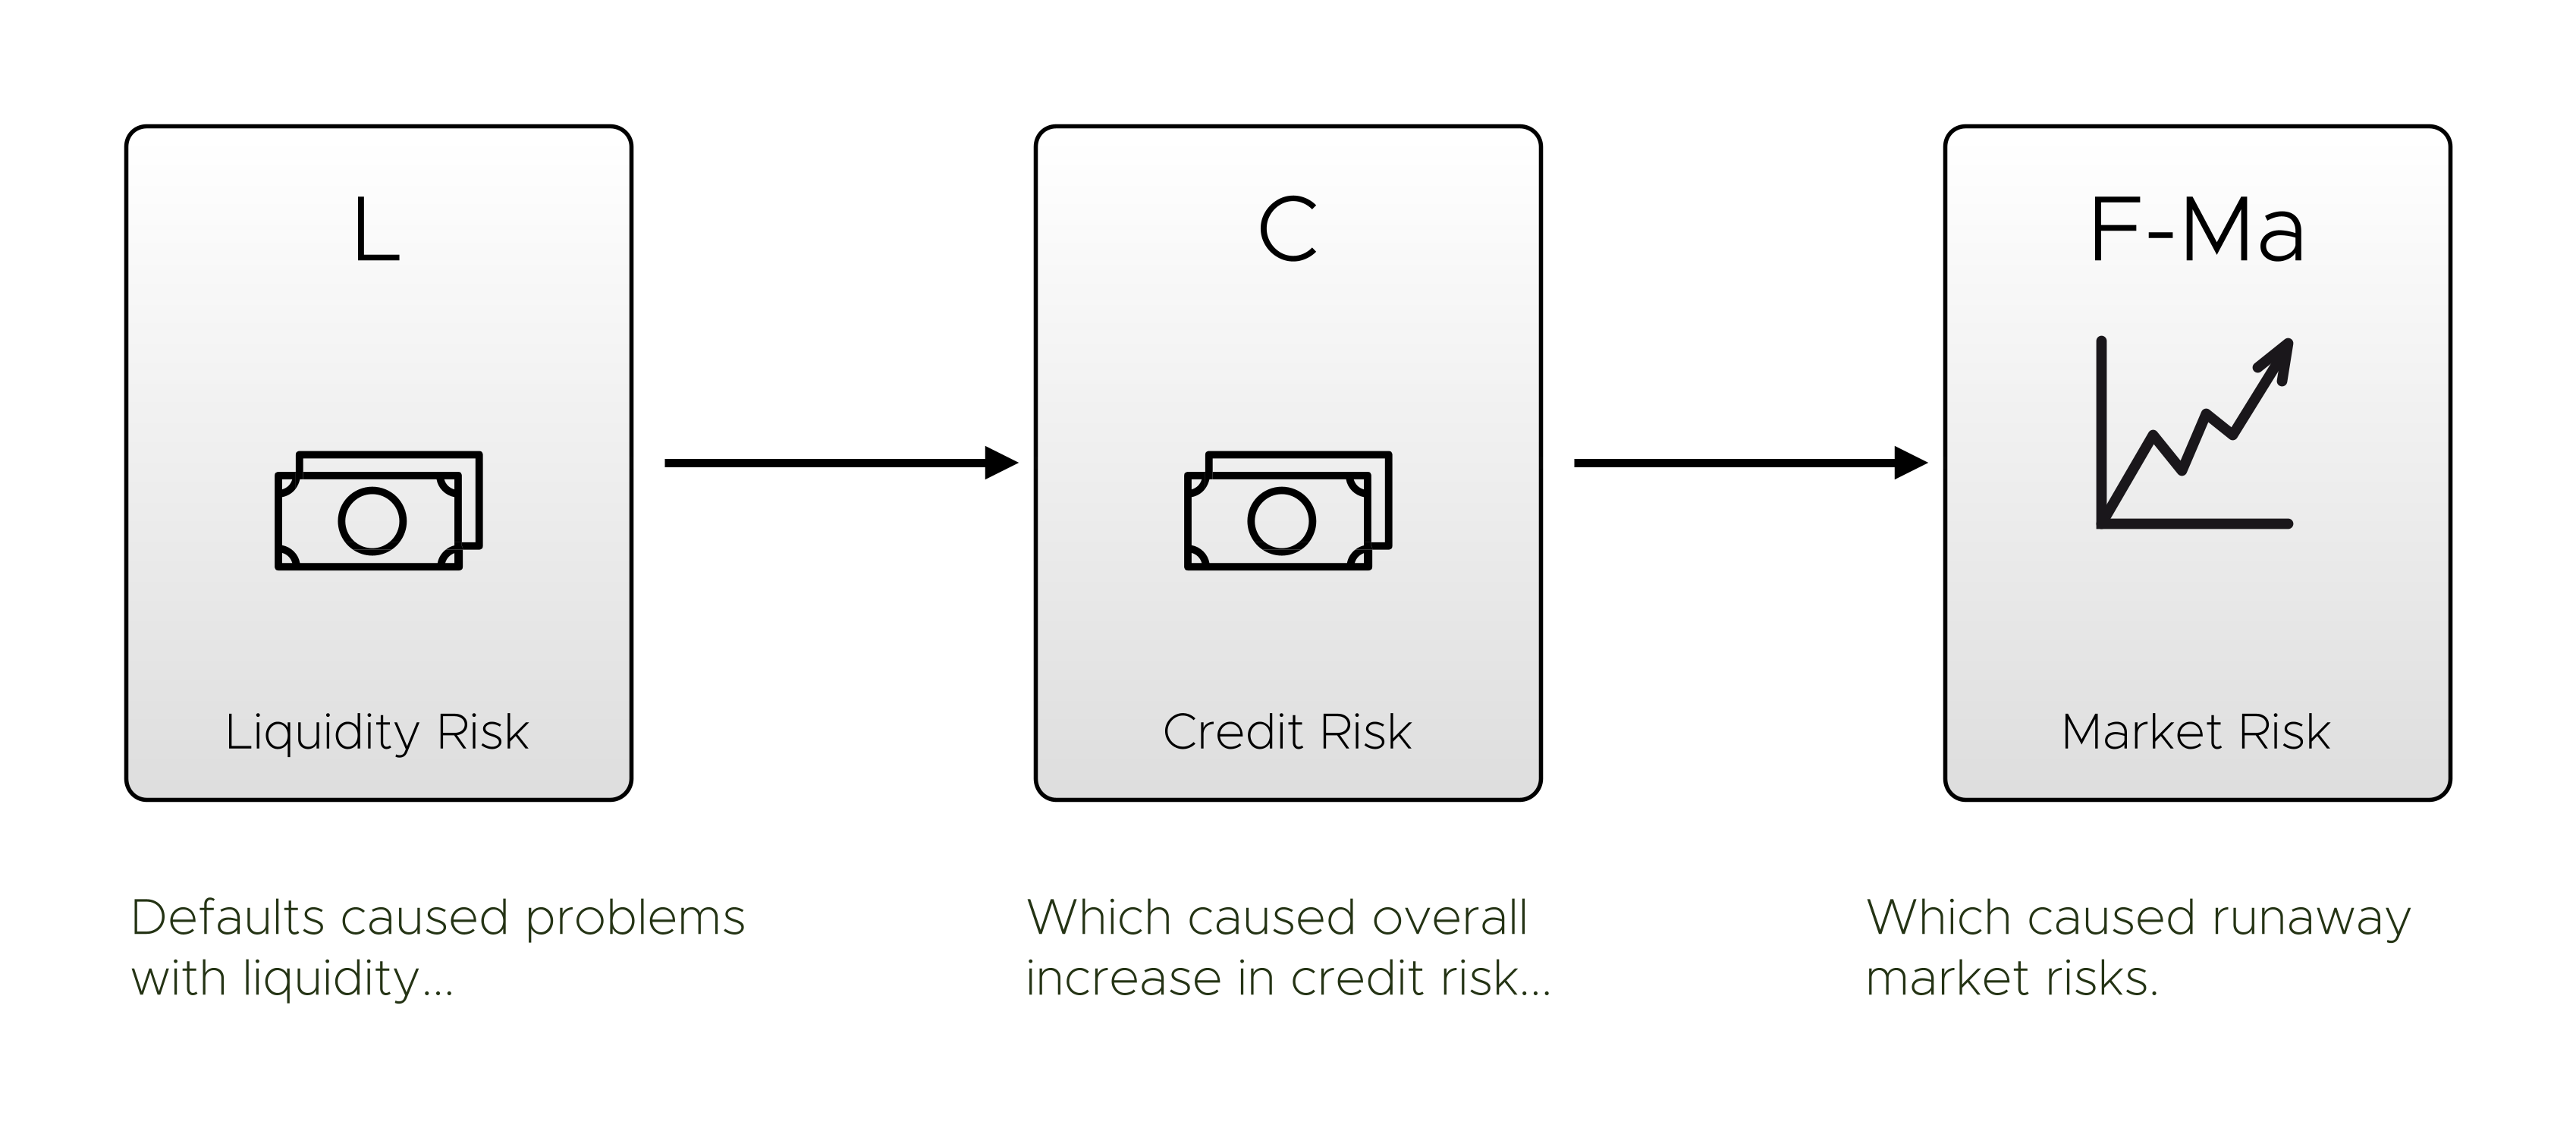 L
Liquidity Risk
Defaults caused problems
with liquidity...
C
Credit Risk
Which caused overall
increase in credit risk...
F-Ma
Market Risk
Which caused runaway
market risks.